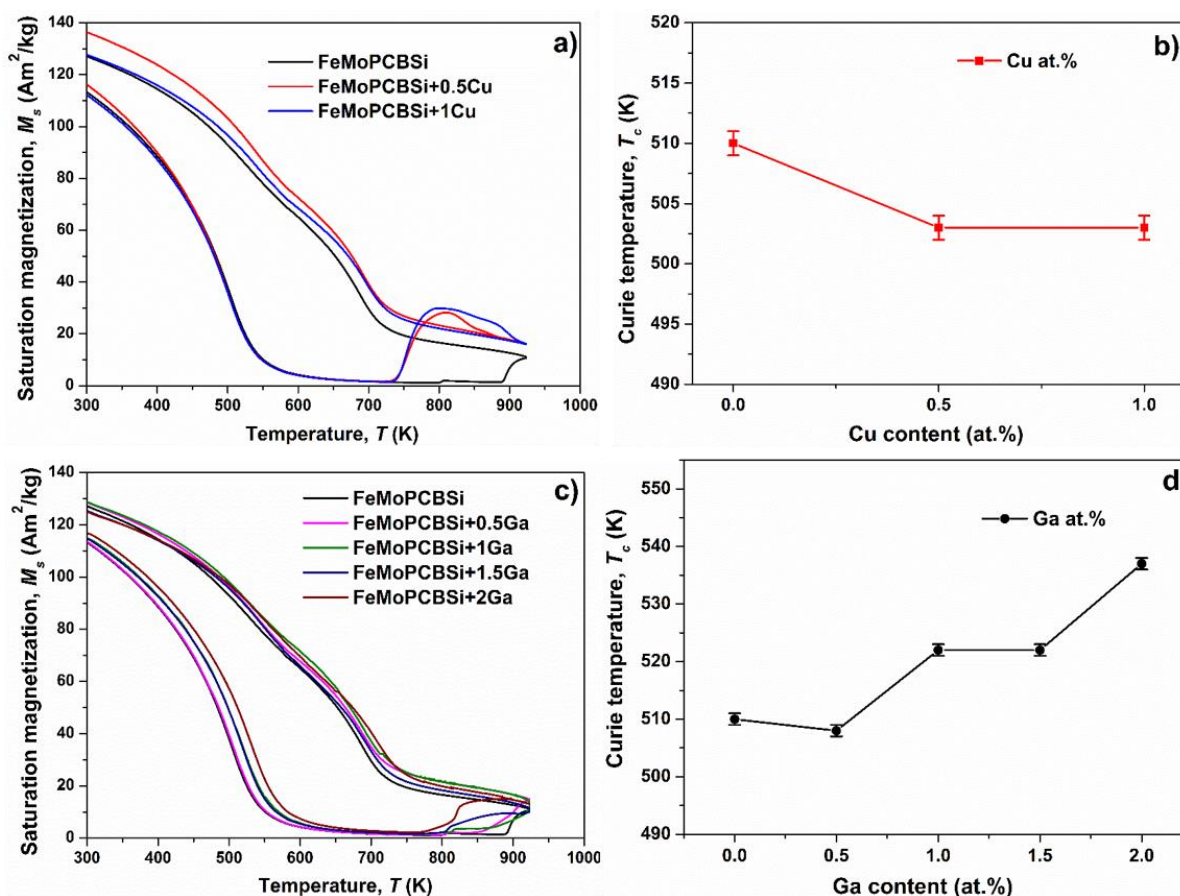 a)
Saturation magnetization, Ms (Am²/kg)
140
120
100
80
60
40
20
0
FeMoPCBSi
FeMoPCBSi+0.5Cu
FeMoPCBSi+1Cu
300 400 500 600 700 800 900 1000
Temperature, T (K)
b)
Curie temperature, Tc (K)
520
515
510
505
500
495
490
Cu at.%
0.0 0.5 1.0
Cu content (at.%)
c)
Saturation magnetization, Ms (Am²/kg)
140
120
100
80
60
40
20
0
FeMoPCBSi
FeMoPCBSi+0.5Ga
FeMoPCBSi+1Ga
FeMoPCBSi+1.5Ga
FeMoPCBSi+2Ga
300 400 500 600 700 800 900 1000
Temperature, T (K)
d
Curie temperature, Tc (K)
550
540
530
520
510
500
490
Ga at.%
0.0 0.5 1.0 1.5 2.0
Ga content (at.%)